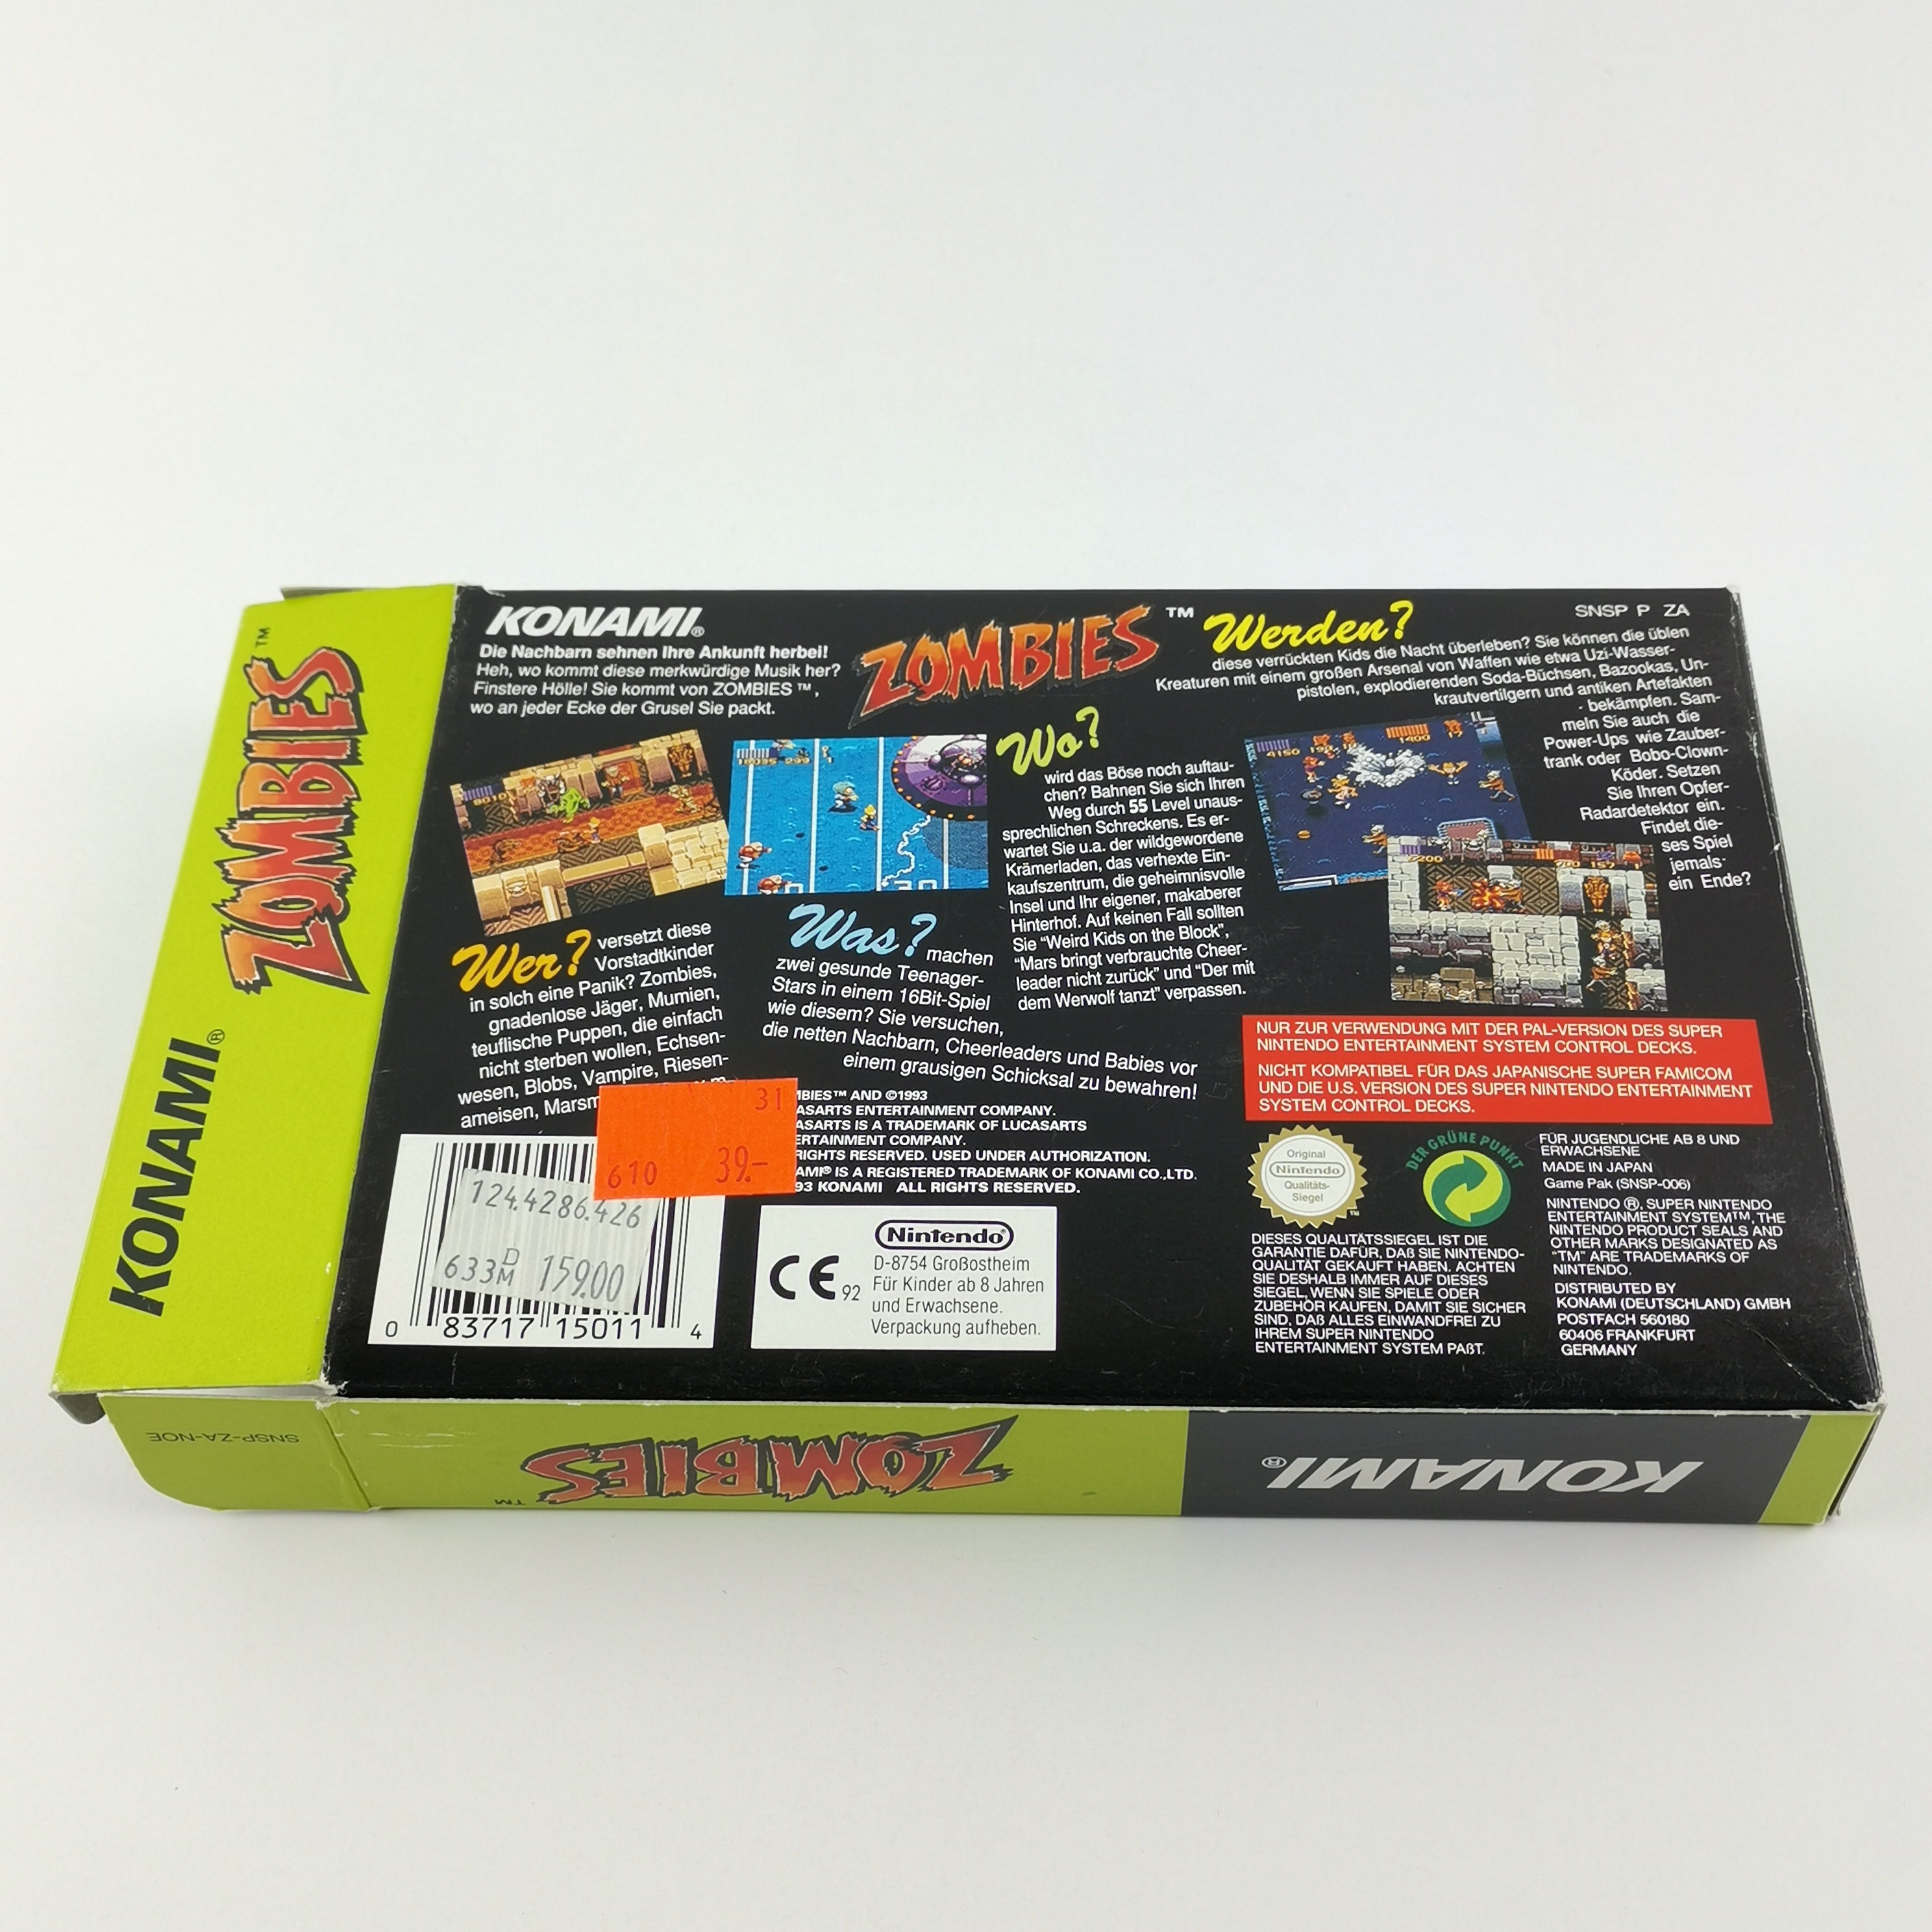 KONAMI®
ZOMBIES™
KONAMI®
Die Nachbarn sehnen Ihre Ankunft herbei!
Heh, wo kommt diese merkwürdige Musik her?
Finstere Hölle! Sie kommt von ZOMBIES™,
wo an jeder Ecke der Grusel Sie packt.
ZOMBIES™
Wer? versetzt diese
Vorstadtkinder
in solch eine Panik? Zombies,
gnadenlose Jäger, Mumien,
teuflische Puppen, die einfach
nicht sterben wollen, Echsen-
wesen, Blobs, Vampire, Riesen-
ameisen, Marsm
Was? machen
zwei gesunde Teenager-
Stars in einem 16Bit-Spiel
wie diesem? Sie versuchen,
die netten Nachbarn, Cheerleaders und Babies vor
einem grausigen Schicksal zu bewahren!
Wo?
wird das Böse noch auftau-
chen? Bahnen Sie sich Ihren
Weg durch 55 Level unaus-
sprechlichen Schreckens. Es er-
wartet Sie u.a. der wildgewordene
Krämerladen, das verhexte Ein-
kaufszentrum, die geheimnisvolle
Insel und Ihr eigener, makaberer
Hinterhof. Auf keinen Fall sollten
Sie "Weird Kids on the Block",
"Mars bringt verbrauchte Cheer-
leader nicht zurück" und "Der mit
dem Werwolf tanzt" verpassen.
Werden?
SNSP P ZA
diese verrückten Kids die Nacht überleben? Sie können die üblen
Kreaturen mit einem großen Arsenal von Waffen wie etwa Uzi-Wasser-
pistolen, explodierenden Soda-Büchsen, Bazookas, Un-
krautvertilgern und antiken Artefakten
bekämpfen. Sam-
meln Sie auch die
Power-Ups wie Zauber-
trank oder Bobo-Clown-
Köder. Setzen
Sie Ihren Opfer-
Radardetektor ein.
Findet die-
ses Spiel
jemals
ein Ende?
NUR ZUR VERWENDUNG MIT DER PAL-VERSION DES SUPER
NINTENDO ENTERTAINMENT SYSTEM CONTROL DECKS.
NICHT KOMPATIBEL FÜR DAS JAPANISCHE SUPER FAMICOM
UND DIE U.S. VERSION DES SUPER NINTENDO ENTERTAINMENT
SYSTEM CONTROL DECKS.
31
610 39.-
MBIES™ AND ©1993
ASARTS ENTERTAINMENT COMPANY.
ASARTS IS A TRADEMARK OF LUCASARTS
ERTAINMENT COMPANY.
RIGHTS RESERVED. USED UNDER AUTHORIZATION.
AMI® IS A REGISTERED TRADEMARK OF KONAMI CO.,LTD.
93 KONAMI ALL RIGHTS RESERVED.
124.4286.426
633 D M 159.00
0 83717 15011 4
CE 92
Nintendo®
D-8754 Großostheim
Für Kinder ab 8 Jahren
und Erwachsene.
Verpackung aufheben.
Original
Nintendo
Qualitäts-
Siegel
™
DER GRÜNE PUNKT
DIESES QUALITÄTSSIEGEL IST DIE
GARANTIE DAFÜR, DAß SIE NINTENDO-
QUALITÄT GEKAUFT HABEN. ACHTEN
SIE DESHALB IMMER AUF DIESES
SIEGEL, WENN SIE SPIELE ODER
ZUBEHÖR KAUFEN, DAMIT SIE SICHER
SIND, DAß ALLES EINWANDFREI ZU
IHREM SUPER NINTENDO
ENTERTAINMENT SYSTEM PAßT.
FÜR JUGENDLICHE AB 8 UND
ERWACHSENE
MADE IN JAPAN
Game Pak (SNSP-006)
NINTENDO ®, SUPER NINTENDO
ENTERTAINMENT SYSTEM™, THE
NINTENDO PRODUCT SEALS AND
OTHER MARKS DESIGNATED AS
"TM" ARE TRADEMARKS OF
NINTENDO.
DISTRIBUTED BY
KONAMI (DEUTSCHLAND) GMBH
POSTFACH 560180
60406 FRANKFURT
GERMANY
SNSP-ZA-NOE
ZOMBIES™
KONAMI®